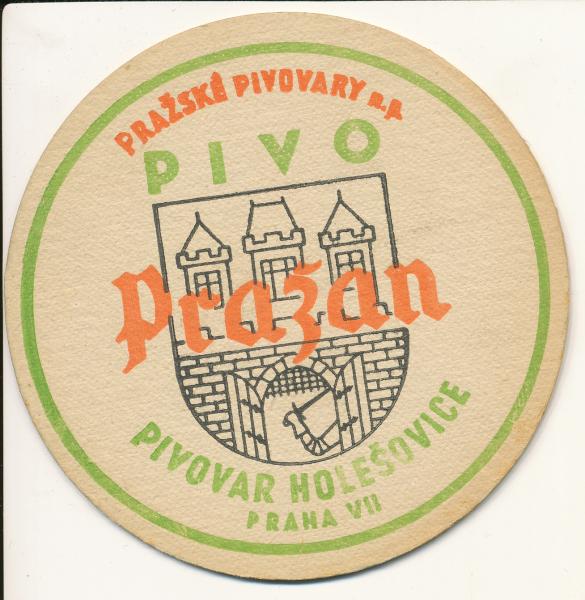 PRAŽSKÉ PIVOVARY n.p.
PIVO
Pražan
PIVOVAR HOLEŠOVICE
PRAHA VII